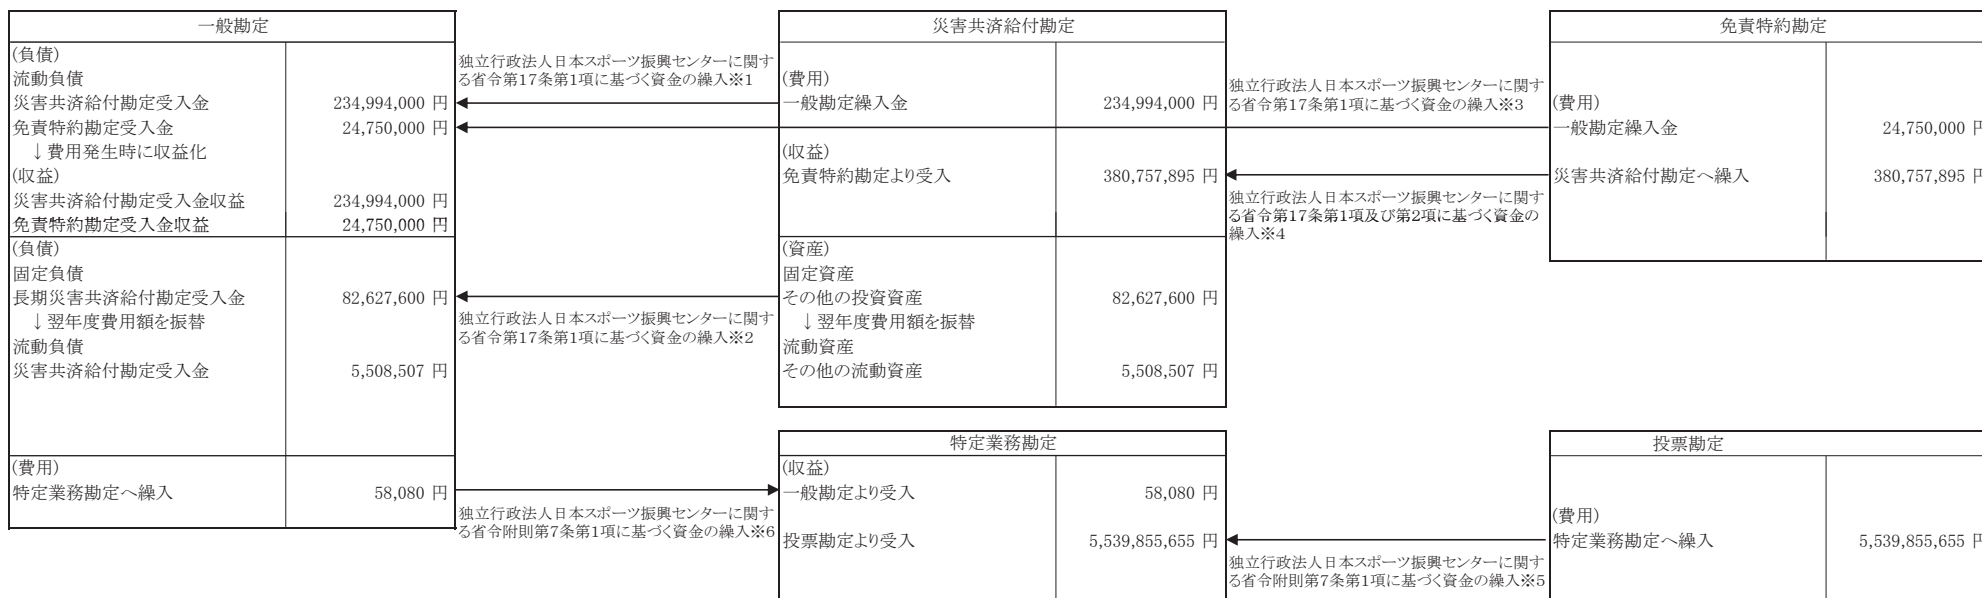 一般勘定
(負債)
流動負債
災害共済給付勘定受入金 234,994,000 円
免責特約勘定受入金 24,750,000 円
↓費用発生時に収益化
(収益)
災害共済給付勘定受入金収益 234,994,000 円
免責特約勘定受入金収益 24,750,000 円
(負債)
固定負債
長期災害共済給付勘定受入金 82,627,600 円
↓翌年度費用額を振替
流動負債
災害共済給付勘定受入金 5,508,507 円
(費用)
特定業務勘定へ繰入 58,080 円
独立行政法人日本スポーツ振興センターに関す
る省令第17条第1項に基づく資金の繰入※1
独立行政法人日本スポーツ振興センターに関す
る省令第17条第1項に基づく資金の繰入※2
独立行政法人日本スポーツ振興センターに関す
る省令附則第7条第1項に基づく資金の繰入※6
災害共済給付勘定
(費用)
一般勘定繰入金 234,994,000 円
(収益)
免責特約勘定より受入 380,757,895 円
(資産)
固定資産
その他の投資資産 82,627,600 円
↓翌年度費用額を振替
流動資産
その他の流動資産 5,508,507 円
特定業務勘定
(収益)
一般勘定より受入 58,080 円
投票勘定より受入 5,539,855,655 円
独立行政法人日本スポーツ振興センターに関す
る省令第17条第1項に基づく資金の繰入※3
独立行政法人日本スポーツ振興センターに関す
る省令第17条第1項及び第2項に基づく資金の
繰入※4
独立行政法人日本スポーツ振興センターに関す
る省令附則第7条第1項に基づく資金の繰入※5
免責特約勘定
(費用)
一般勘定繰入金 24,750,000 円
災害共済給付勘定へ繰入 380,757,895 円
投票勘定
(費用)
特定業務勘定へ繰入 5,539,855,655 円